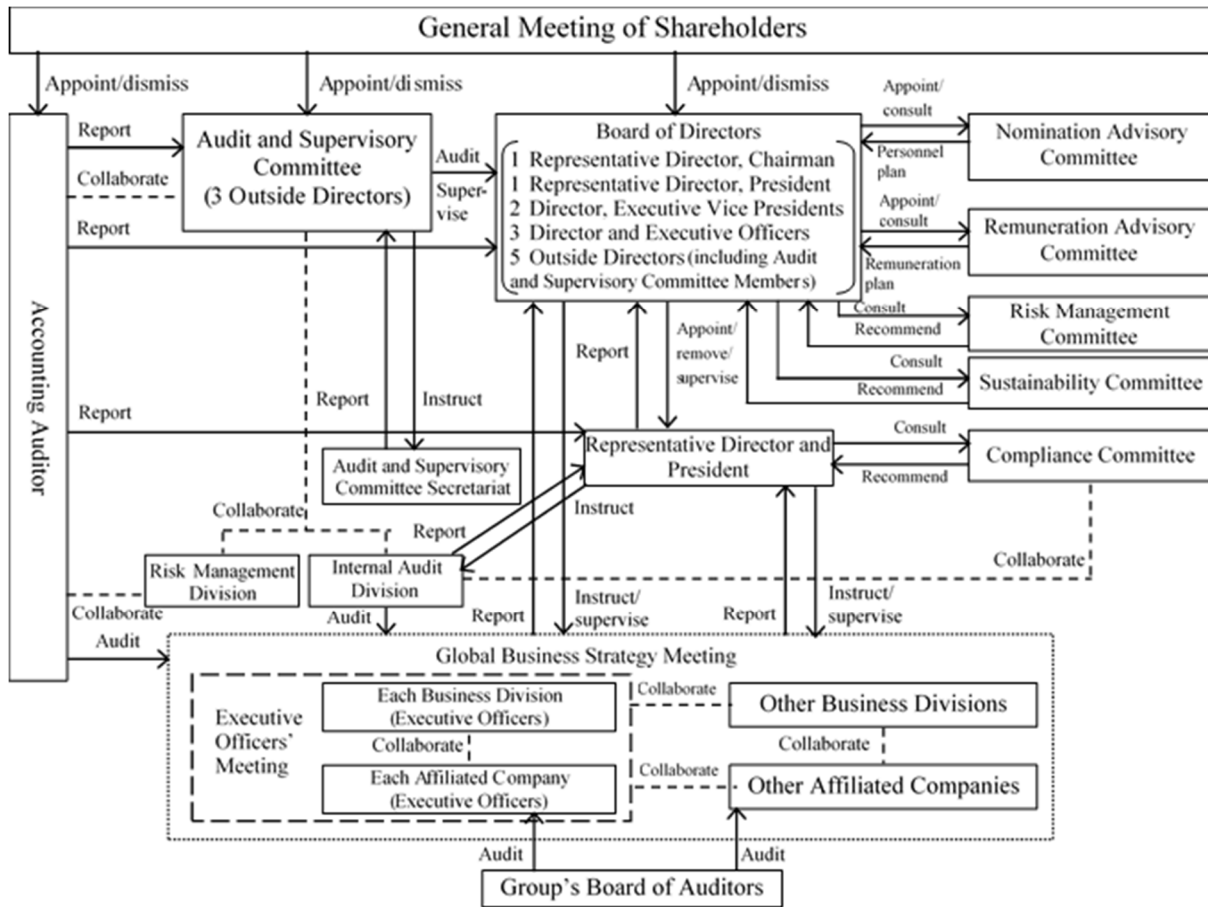 General Meeting of Shareholders
Appoint/dismiss
Appoint/dismiss
Appoint/dismiss
Accounting Auditor
Report
Collaborate
Report
Audit and Supervisory
Committee
(3 Outside Directors)
Audit
Super-
vise
Board of Directors
1 Representative Director, Chairman
1 Representative Director, President
2 Director, Executive Vice Presidents
3 Director and Executive Officers
5 Outside Directors (including Audit
and Supervisory Committee Members)
Appoint/
consult
Personnel
plan
Nomination Advisory
Committee
Appoint/
consult
Remuneration
plan
Remuneration Advisory
Committee
Consult
Recommend
Risk Management
Committee
Consult
Recommend
Sustainability Committee
Report
Appoint/
remove/
supervise
Report
Instruct
Report
Audit and Supervisory
Committee Secretariat
Representative Director and
President
Consult
Recommend
Compliance Committee
Collaborate
Report
Instruct
Risk Management
Division
Internal Audit
Division
Collaborate
Collaborate
Audit
Audit
Report
Instruct/
supervise
Report
Instruct/
supervise
Global Business Strategy Meeting
Executive
Officers'
Meeting
Each Business Division
(Executive Officers)
Collaborate
Each Affiliated Company
(Executive Officers)
Collaborate
Other Business Divisions
Collaborate
Collaborate
Other Affiliated Companies
Audit
Audit
Group's Board of Auditors